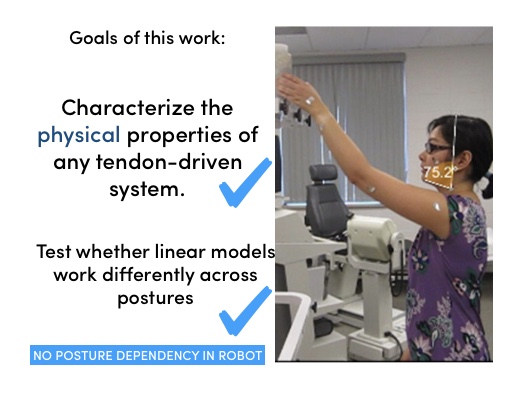 Goals of this work:
Characterize the
physical properties of
any tendon-driven
system.
Test whether linear models
work differently across
postures
NO POSTURE DEPENDENCY IN ROBOT
75.2°